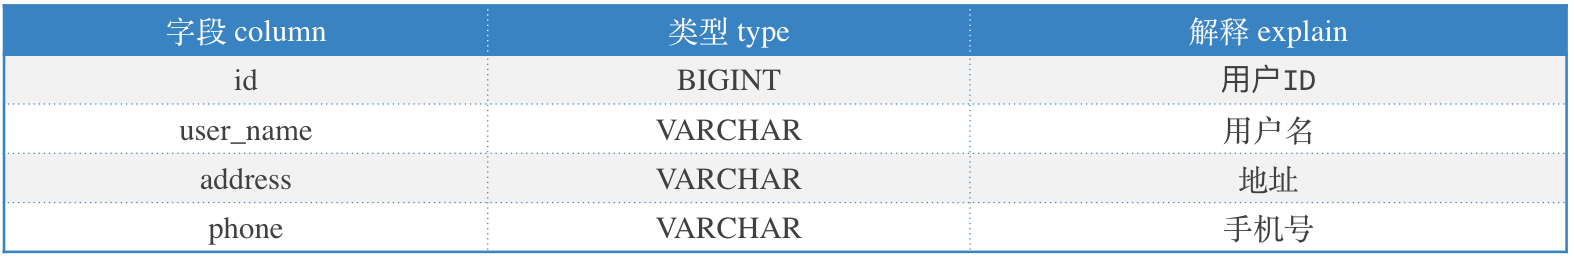 字段 column 类型 type 解释 explain
id BIGINT 用户ID
user_name VARCHAR 用户名
address VARCHAR 地址
phone VARCHAR 手机号